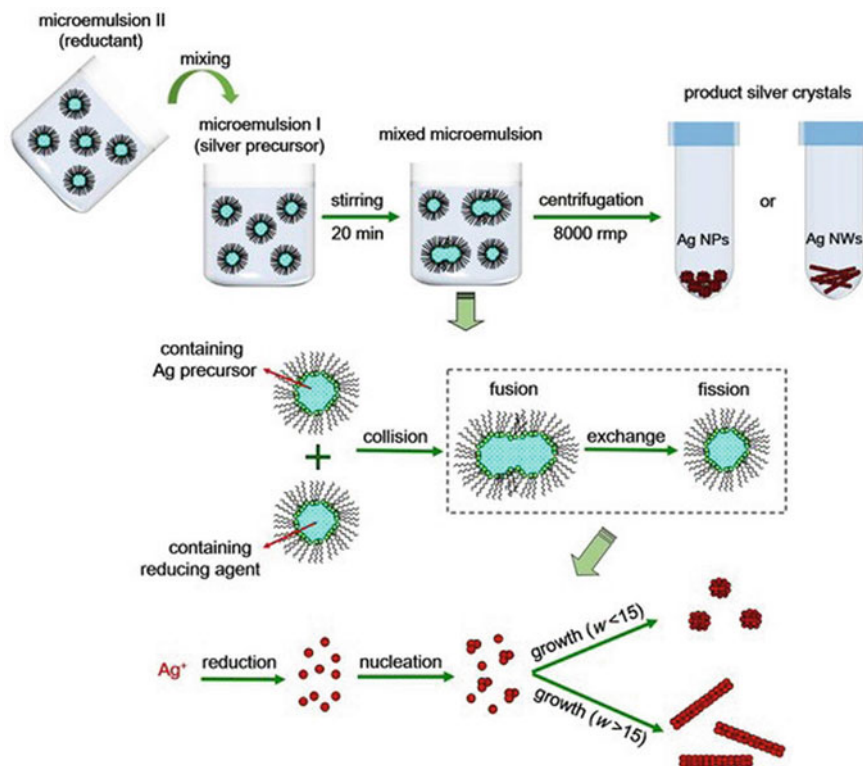 microemulsion II
(reductant)
mixing
microemulsion I
(silver precursor)
stirring
20 min
mixed microemulsion
centrifugation
8000 rmp
product silver crystals
Ag NPs
or
Ag NWs
containing
Ag precursor
+
containing
reducing agent
collision
fusion
exchange
fission
Ag⁺
reduction
nucleation
growth (w<15)
growth (w>15)